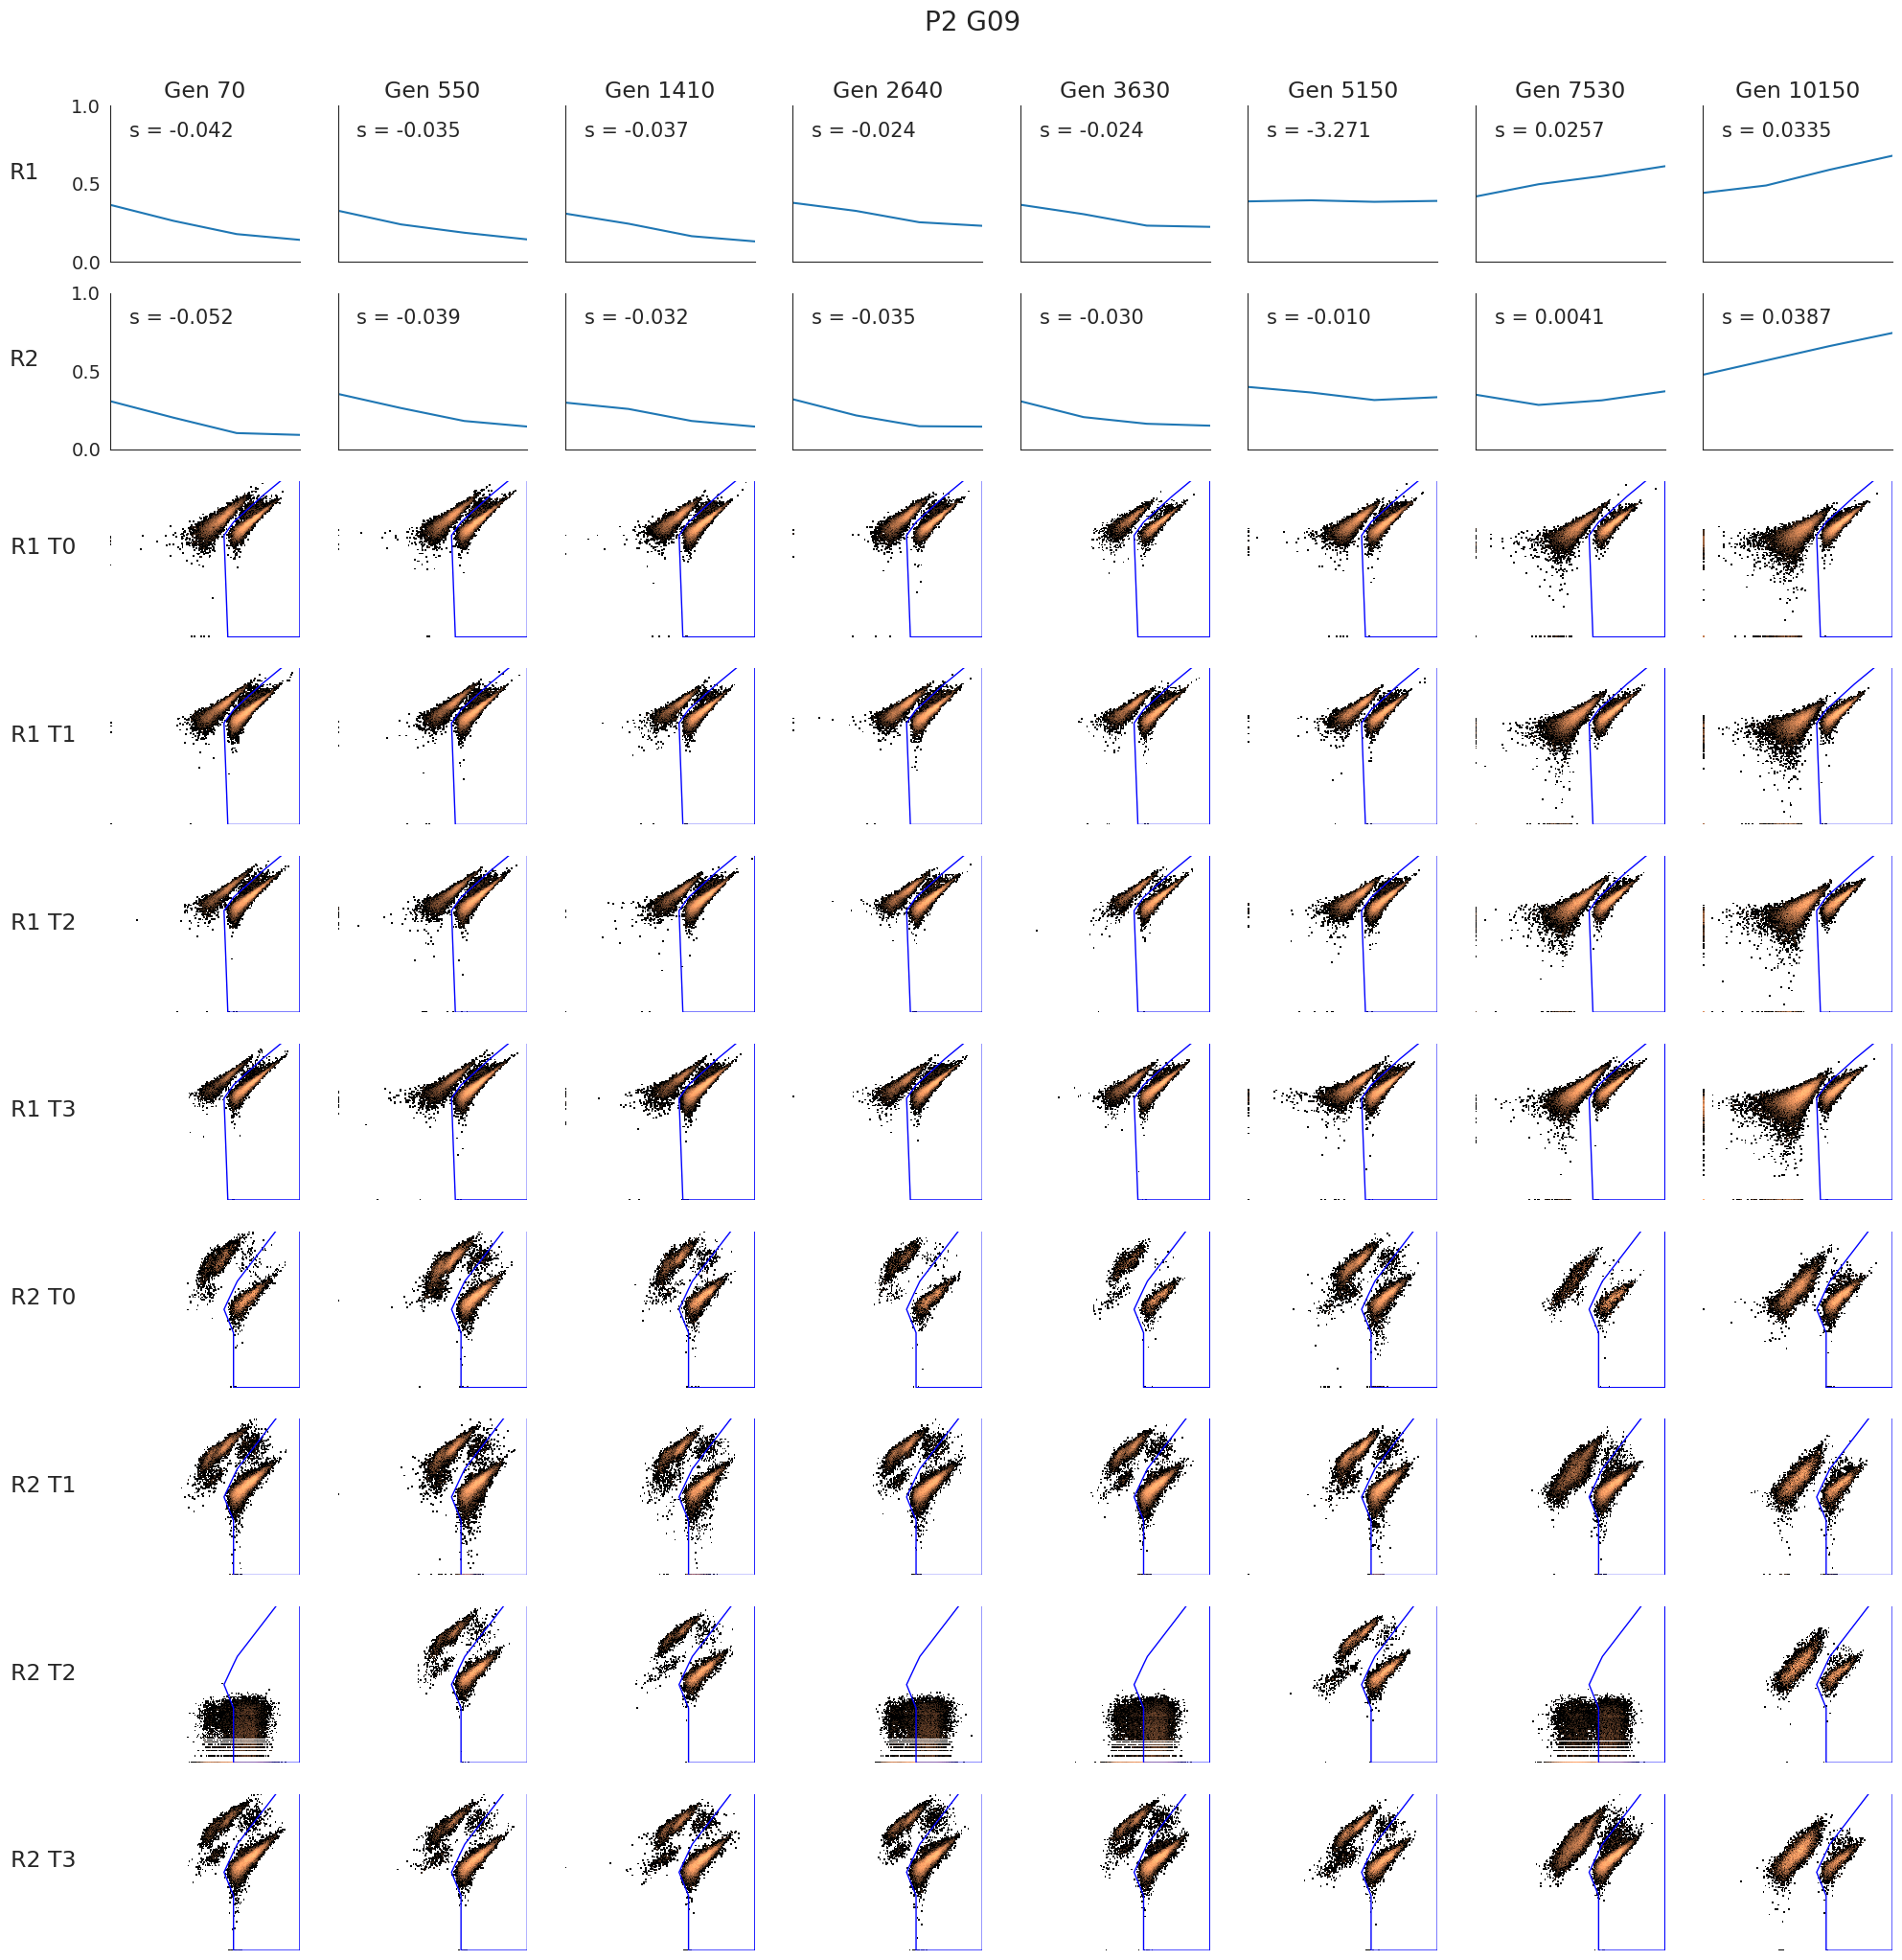 P2 G09
Gen 70 Gen 550 Gen 1410 Gen 2640 Gen 3630 Gen 5150 Gen 7530 Gen 10150
1.0
s = -0.042 s = -0.035 s = -0.037 s = -0.024 s = -0.024 s = -3.271 s = 0.0257 s = 0.0335
R1
0.5
0.0
1.0
s = -0.052 s = -0.039 s = -0.032 s = -0.035 s = -0.030 s = -0.010 s = 0.0041 s = 0.0387
R2
0.5
0.0
R1 T0
R1 T1
R1 T2
R1 T3
R2 T0
R2 T1
R2 T2
R2 T3